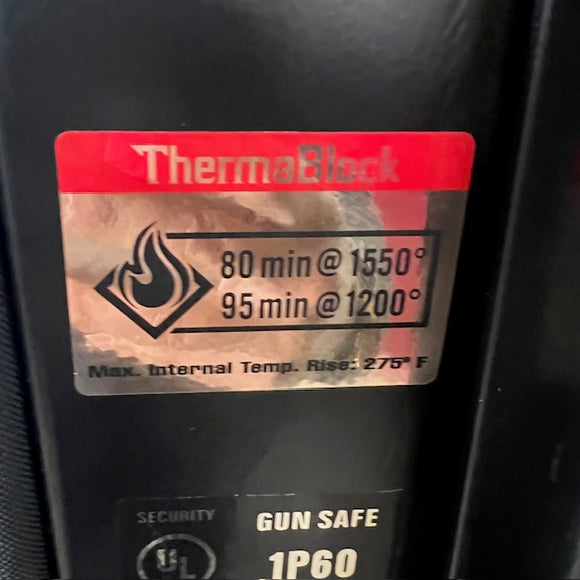 ThermaBlock
80 min @ 1550°
95 min @ 1200°
Max. Internal Temp. Rise: 275° F
SECURITY
GUN SAFE
UL
1P60